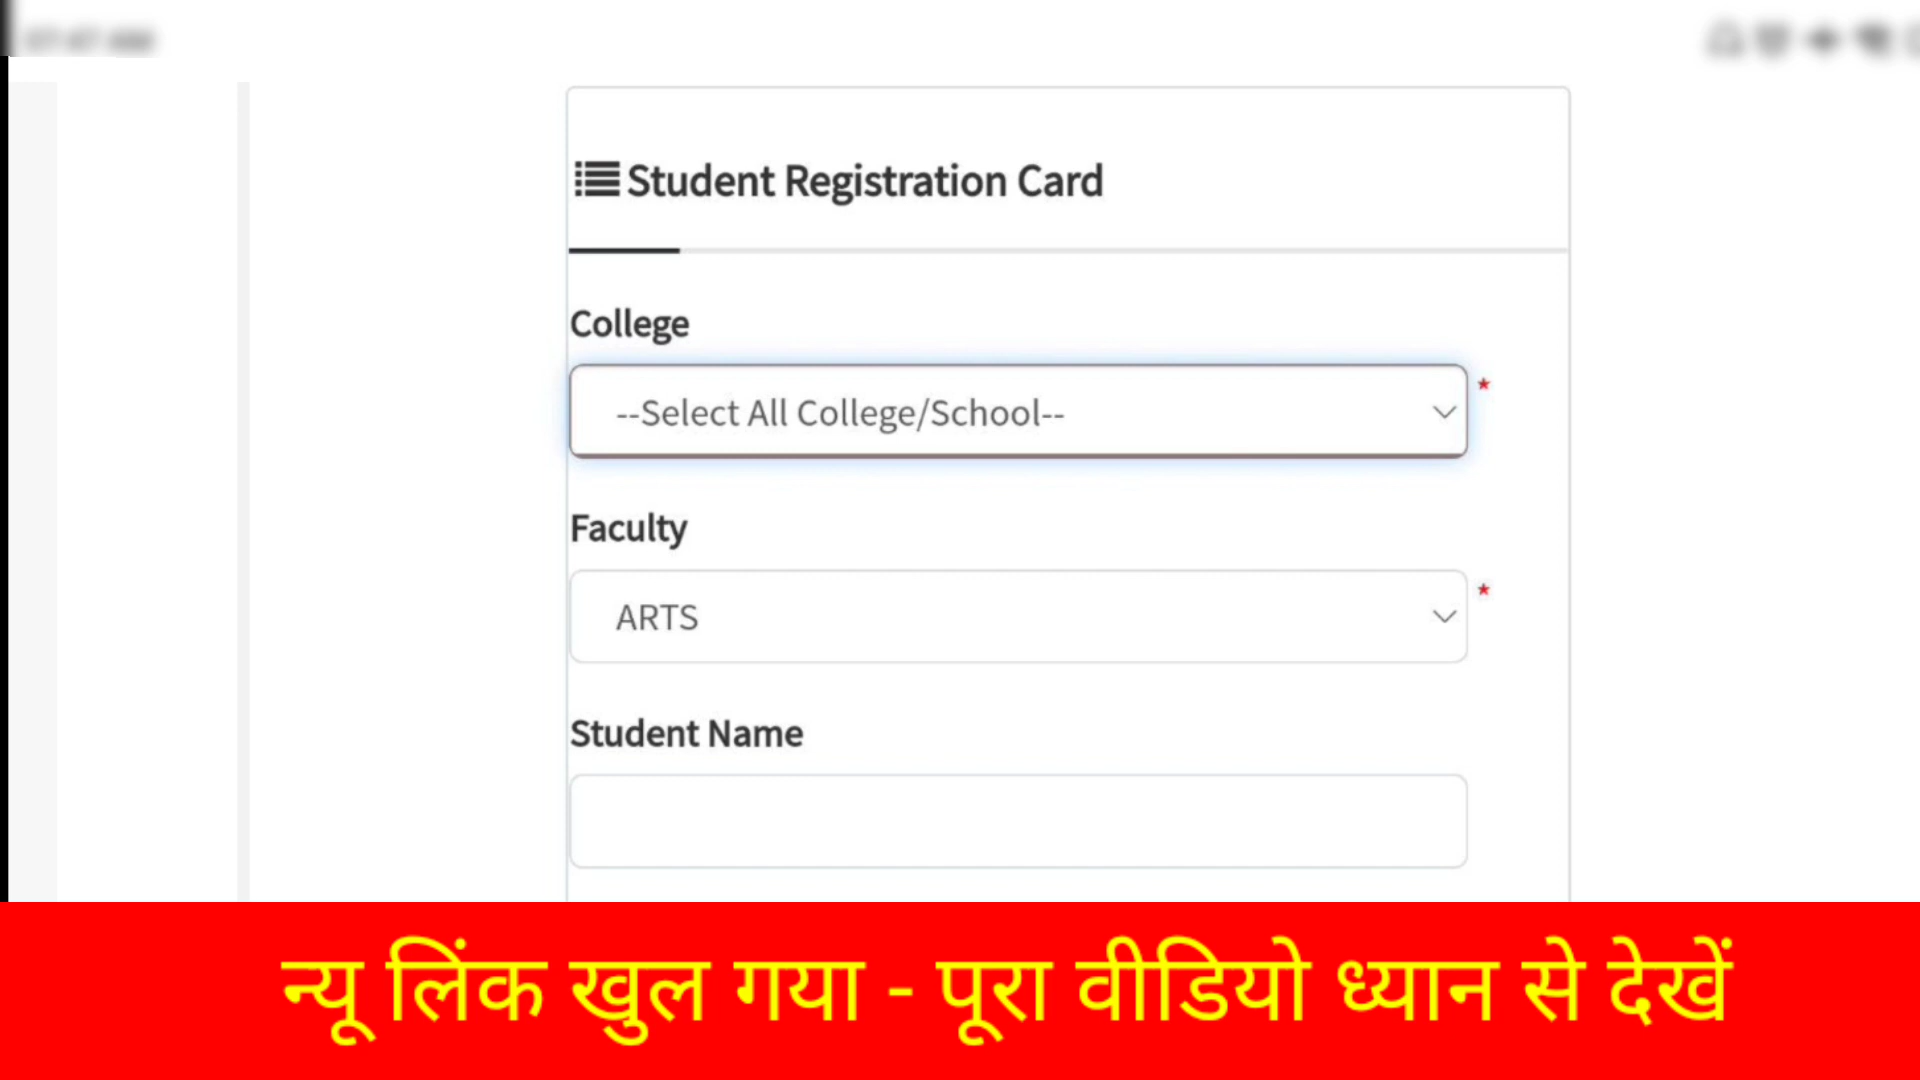 Student Registration Card
College
--Select All College/School--
*
Faculty
ARTS
*
Student Name
न्यू लिंक खुल गया - पूरा वीडियो ध्यान से देखें